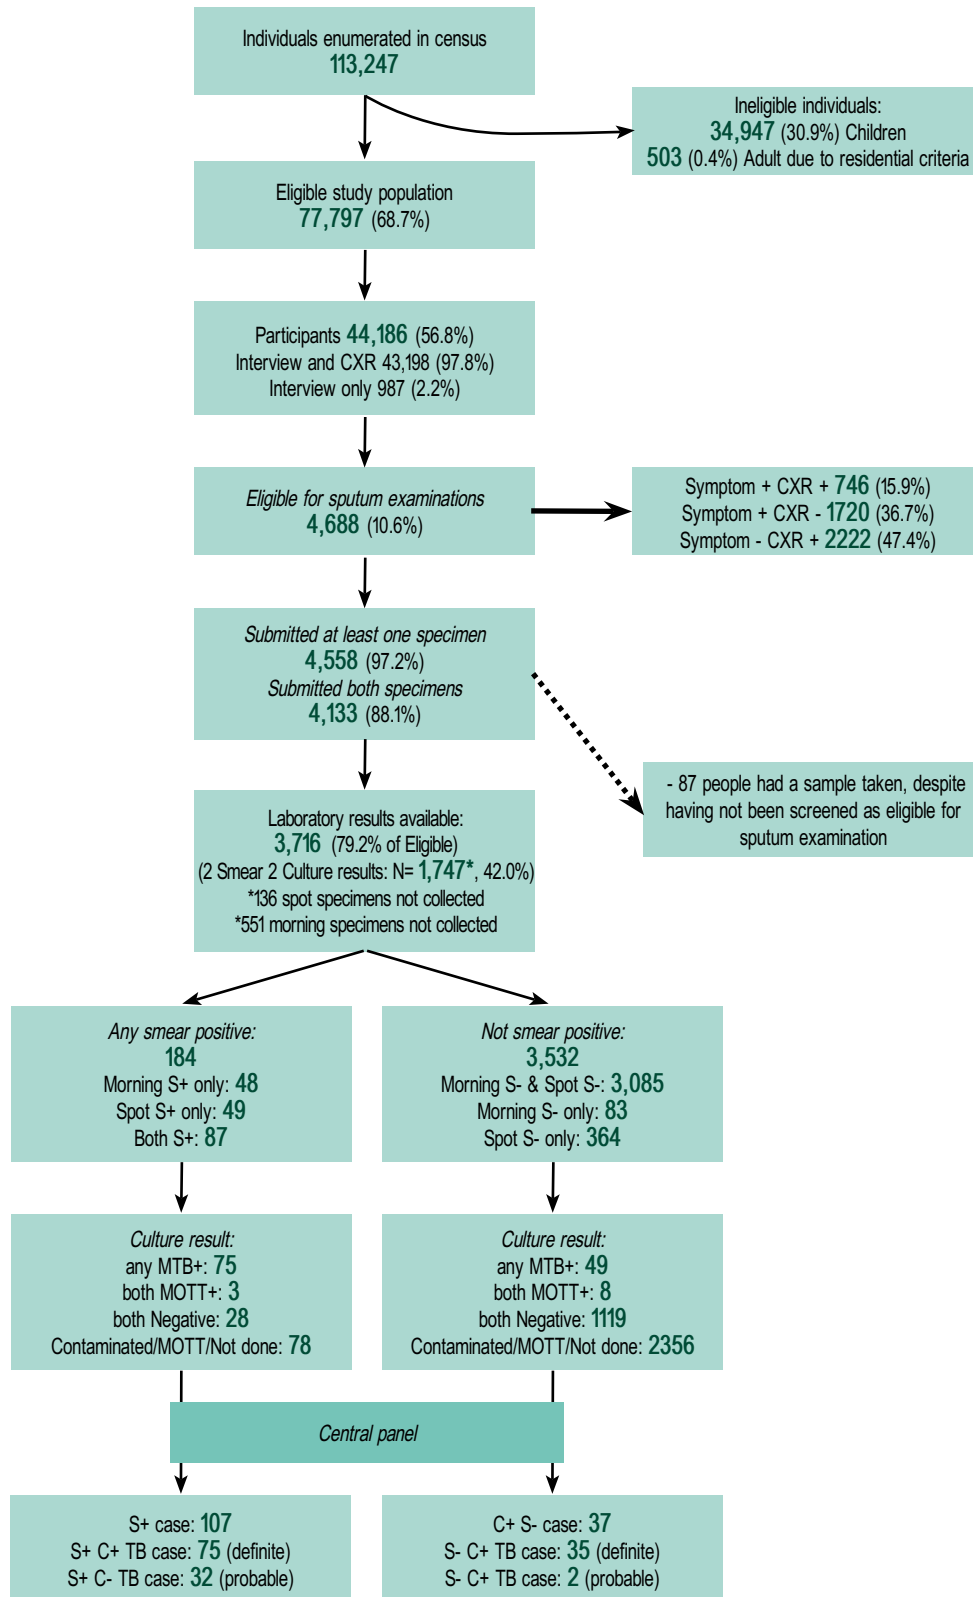 Individuals enumerated in census
113,247
Ineligible individuals:
34,947 (30.9%) Children
503 (0.4%) Adult due to residential criteria
Eligible study population
77,797 (68.7%)
Participants 44,186 (56.8%)
Interview and CXR 43,198 (97.8%)
Interview only 987 (2.2%)
Eligible for sputum examinations
4,688 (10.6%)
Symptom + CXR + 746 (15.9%)
Symptom + CXR - 1720 (36.7%)
Symptom - CXR + 2222 (47.4%)
Submitted at least one specimen
4,558 (97.2%)
Submitted both specimens
4,133 (88.1%)
- 87 people had a sample taken, despite
having not been screened as eligible for
sputum examination
Laboratory results available:
3,716 (79.2% of Eligible)
(2 Smear 2 Culture results: N= 1,747*, 42.0%)
*136 spot specimens not collected
*551 morning specimens not collected
Any smear positive:
184
Morning S+ only: 48
Spot S+ only: 49
Both S+: 87
Not smear positive:
3,532
Morning S- & Spot S-: 3,085
Morning S- only: 83
Spot S- only: 364
Culture result:
any MTB+: 75
both MOTT+: 3
both Negative: 28
Contaminated/MOTT/Not done: 78
Culture result:
any MTB+: 49
both MOTT+: 8
both Negative: 1119
Contaminated/MOTT/Not done: 2356
Central panel
S+ case: 107
S+ C+ TB case: 75 (definite)
S+ C- TB case: 32 (probable)
C+ S- case: 37
S- C+ TB case: 35 (definite)
S- C+ TB case: 2 (probable)